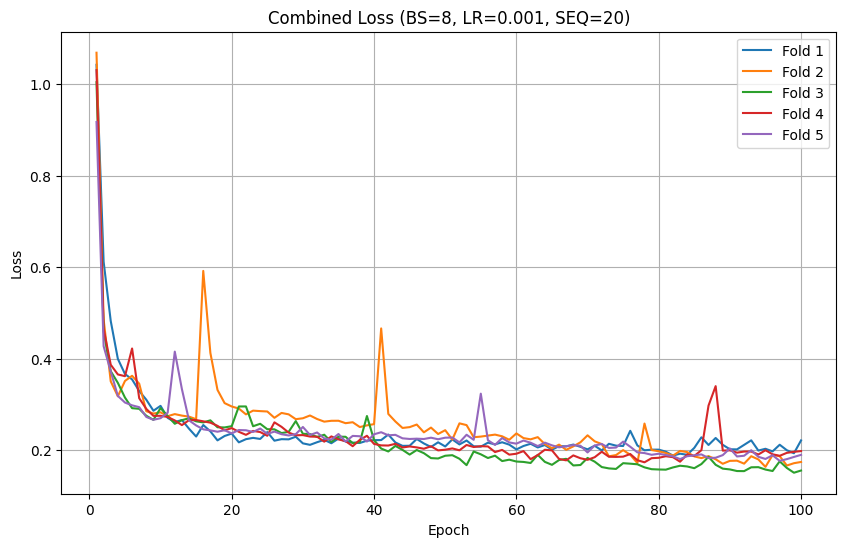 Combined Loss (BS=8, LR=0.001, SEQ=20)
Fold 1
Fold 2
Fold 3
Fold 4
Fold 5
Loss
1.0
0.8
0.6
0.4
0.2
0 20 40 60 80 100
Epoch